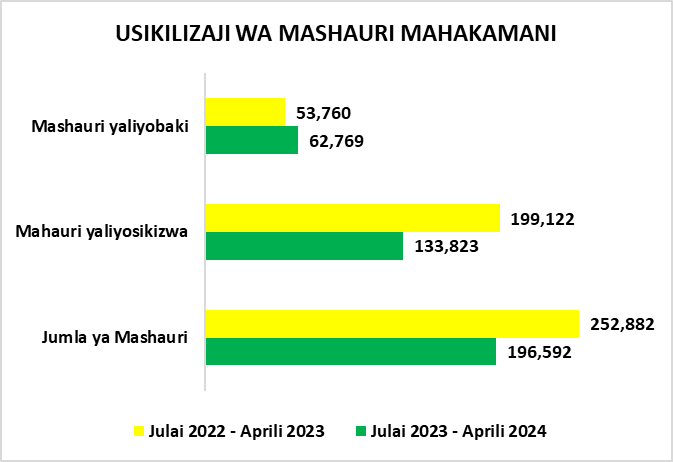 USIKILIZAJI WA MASHAURI MAHAKAMANI
Mashauri yaliyobaki
53,760
62,769
Mahauri yaliyosikizwa
199,122
133,823
Jumla ya Mashauri
252,882
196,592
Julai 2022 - Aprili 2023
Julai 2023 - Aprili 2024